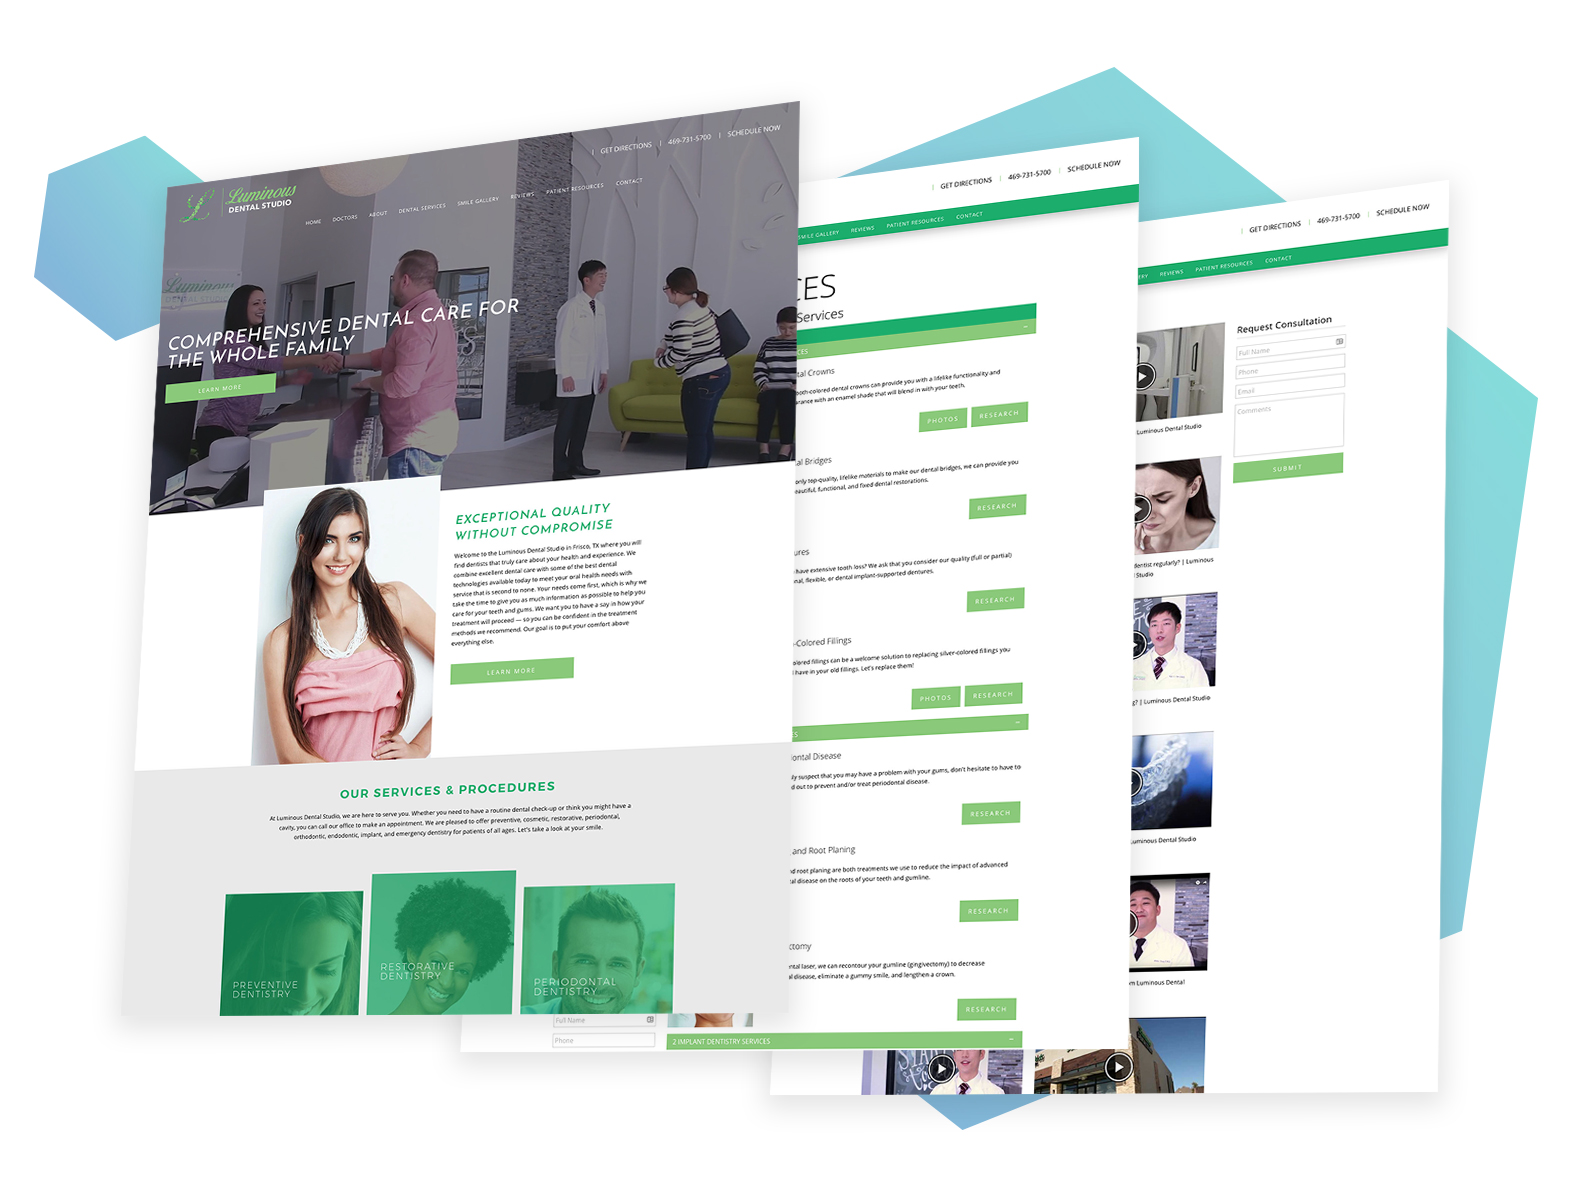 GET DIRECTIONS | 469-731-5700 | SCHEDULE NOW
Luminous
DENTAL STUDIO
HOME DOCTORS ABOUT DENTAL SERVICES SMILE GALLERY REVIEWS PATIENT RESOURCES CONTACT
Luminous
DENTAL STUDIO
COMPREHENSIVE DENTAL CARE FOR
THE WHOLE FAMILY
LEARN MORE
EXCEPTIONAL QUALITY
WITHOUT COMPROMISE
Welcome to the Luminous Dental Studio in Frisco, TX where you will
find dentists that truly care about your health and experience. We
combine excellent dental care with some of the best dental
technologies available today to meet your oral health needs with
service that is second to none. Your needs come first, which is why we
take the time to give you as much information as possible to help you
care for your teeth and gums. We want you to have a say in how your
treatment will proceed — so you can be confident in the treatment
methods we recommend. Our goal is to put your comfort above
everything else.
LEARN MORE
OUR SERVICES & PROCEDURES
At Luminous Dental Studio, we are here to serve you. Whether you need to have a routine dental check-up or think you might have a
cavity, you can call our office to make an appointment. We are pleased to offer preventive, cosmetic, restorative, periodontal,
orthodontic, endodontic, implant, and emergency dentistry for patients of all ages. Let's take a look at your smile.
PREVENTIVE
DENTISTRY
RESTORATIVE
DENTISTRY
PERIODONTAL
DENTISTRY
GET DIRECTIONS | 469-731-5700 | SCHEDULE NOW
SMILE GALLERY REVIEWS PATIENT RESOURCES CONTACT
CES
Services
CES
tal Crowns
ooth-colored dental crowns can provide you with a lifelike functionality and
rance with an enamel shade that will blend in with your teeth.
PHOTOS RESEARCH
al Bridges
only top-quality, lifelike materials to make our dental bridges, we can provide you
eautiful, functional, and fixed dental restorations.
RESEARCH
ures
have extensive tooth loss? We ask that you consider our quality (full or partial)
nal, flexible, or dental implant-supported dentures.
RESEARCH
-Colored Fillings
olored fillings can be a welcome solution to replacing silver-colored fillings you
have in your old fillings. Let's replace them!
PHOTOS RESEARCH
ES
ontal Disease
ly suspect that you may have a problem with your gums, don't hesitate to have to
d out to prevent and/or treat periodontal disease.
RESEARCH
and Root Planing
nd root planing are both treatments we use to reduce the impact of advanced
al disease on the roots of your teeth and gumline.
RESEARCH
ctomy
ental laser, we can recontour your gumline (gingivectomy) to decrease
al disease, eliminate a gummy smile, and lengthen a crown.
RESEARCH
Full Name
Phone
2 IMPLANT DENTISTRY SERVICES
GET DIRECTIONS | 469-731-5700 | SCHEDULE NOW
ERY REVIEWS PATIENT RESOURCES CONTACT
Request Consultation
Full Name
Phone
Email
Comments
SUBMIT
Luminous Dental Studio
dentist regularly? | Luminous
Studio
g? | Luminous Dental Studio
uminous Dental Studio
om Luminous Dental